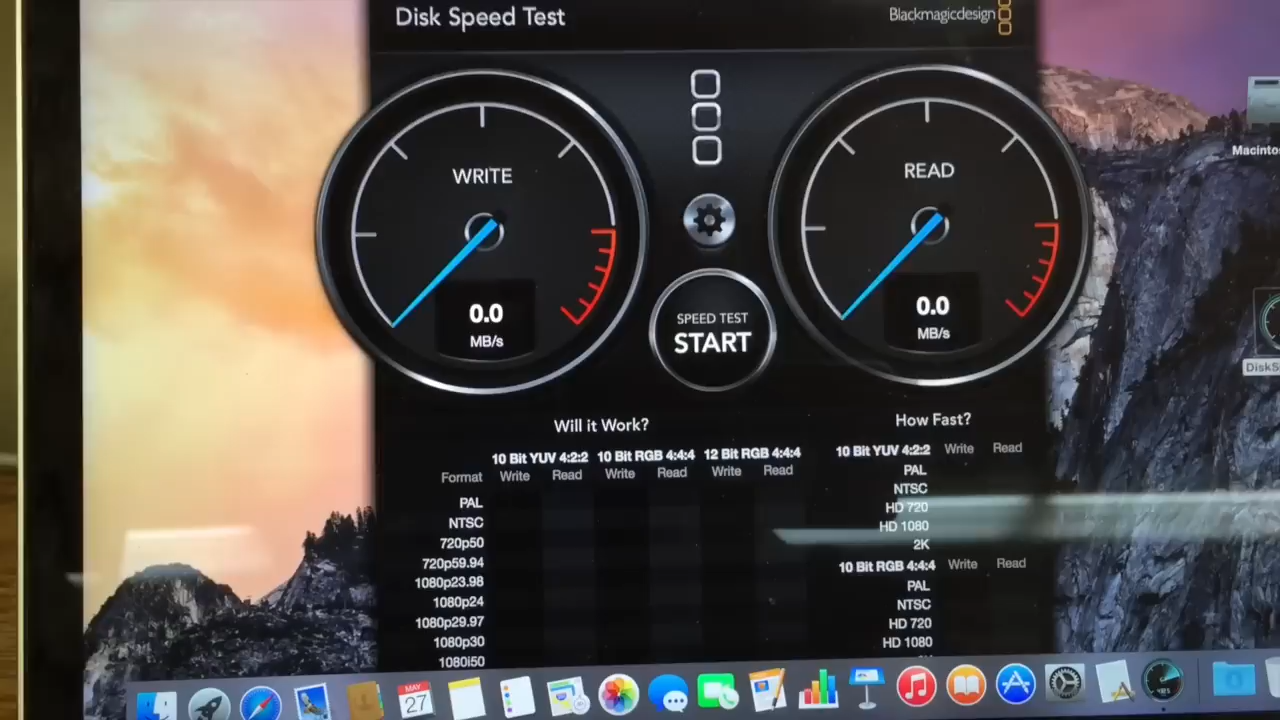 Disk Speed Test
Blackmagicdesign
WRITE
READ
0.0
MB/s
SPEED TEST
START
0.0
MB/s
Will it Work?
10 Bit YUV 4:2:2 10 Bit RGB 4:4:4 12 Bit RGB 4:4:4
Format Write Read Write Read Write Read
PAL
NTSC
720p50
720p59.94
1080p23.98
1080p24
1080p29.97
1080p30
1080i50
How Fast?
10 Bit YUV 4:2:2 Write Read
PAL
NTSC
HD 720
HD 1080
2K
10 Bit RGB 4:4:4 Write Read
PAL
NTSC
HD 720
HD 1080
MAY
27